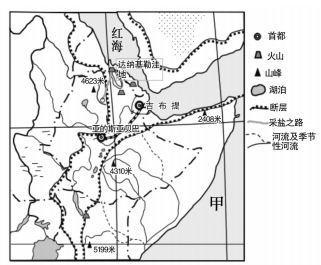 红
海
达纳基勒洼
地
4623米
吉布提
2408米
亚的斯亚贝巴
4310米
甲
5199米
首都
火山
山峰
湖泊
断层
采盐之路
河流及季节
性河流